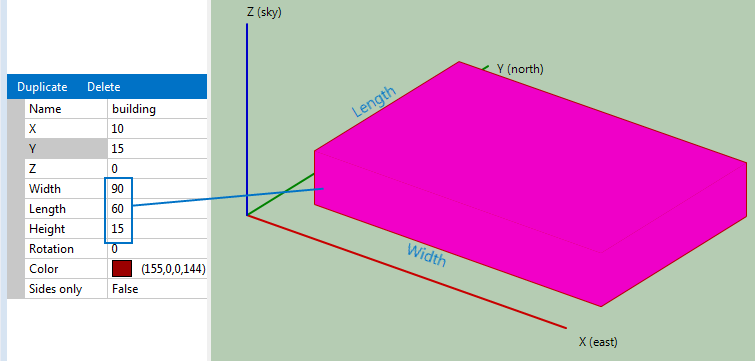 Z (sky)
Y (north)
Length
Duplicate Delete
Name building
X 10
Y 15
Z 0
Width 90
Length 60
Height 15
Rotation 0
Color (155,0,0,144)
Sides only False
Width
X (east)